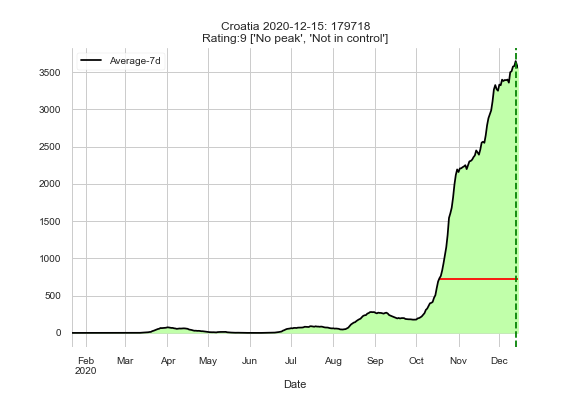 Croatia 2020-12-15: 179718
Rating:9 ['No peak', 'Not in control']
Average-7d
3500
3000
2500
2000
1500
1000
500
0
Feb Mar Apr May Jun Jul Aug Sep Oct Nov Dec
2020
Date